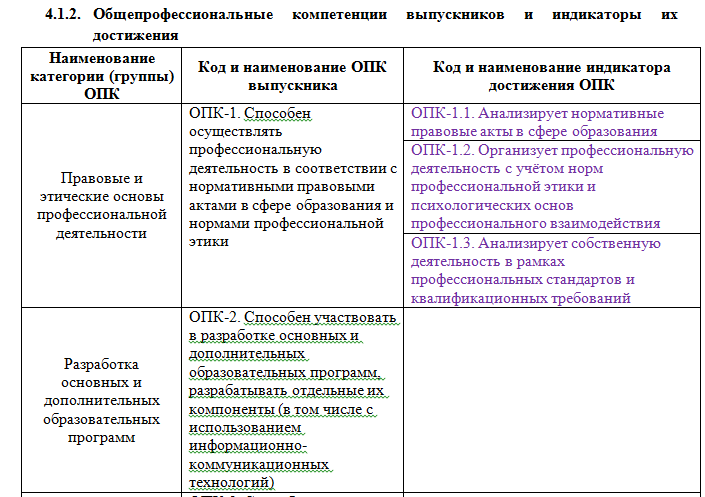 4.1.2. Общепрофессиональные компетенции выпускников и индикаторы их
достижения
Наименование
категории (группы)
ОПК
Код и наименование ОПК
выпускника
Код и наименование индикатора
достижения ОПК
Правовые и
этические основы
профессиональной
деятельности
ОПК-1. Способен
осуществлять
профессиональную
деятельность в соответствии с
нормативными правовыми
актами в сфере образования и
нормами профессиональной
этики
ОПК-1.1. Анализирует нормативные
правовые акты в сфере образования
ОПК-1.2. Организует профессиональную
деятельность с учётом норм
профессиональной этики и
психологических основ
профессионального взаимодействия
ОПК-1.3. Анализирует собственную
деятельность в рамках
профессиональных стандартов и
квалификационных требований
Разработка
основных и
дополнительных
образовательных
программ
ОПК-2. Способен участвовать
в разработке основных и
дополнительных
образовательных программ,
разрабатывать отдельные их
компоненты (в том числе с
использованием
информационно-
коммуникационных
технологий)